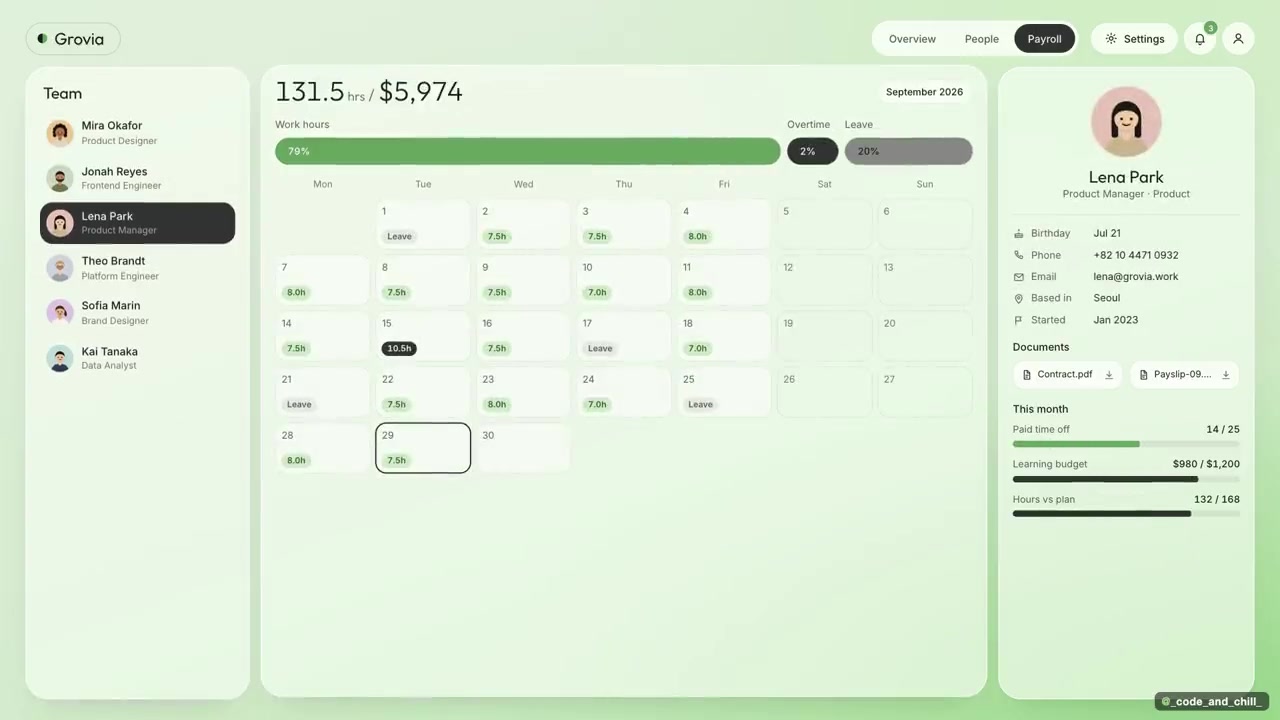 Grovia
Overview People Payroll Settings 3
Team
Mira Okafor
Product Designer
Jonah Reyes
Frontend Engineer
Lena Park
Product Manager
Theo Brandt
Platform Engineer
Sofia Marin
Brand Designer
Kai Tanaka
Data Analyst
131.5 hrs / $5,974
September 2026
Work hours Overtime Leave
79% 2% 20%
Mon Tue Wed Thu Fri Sat Sun
1 2 3 4 5 6
Leave 7.5h 7.5h 8.0h
7 8 9 10 11 12 13
8.0h 7.5h 7.5h 7.0h 8.0h
14 15 16 17 18 19 20
7.5h 10.5h 7.5h Leave 7.0h
21 22 23 24 25 26 27
Leave 7.5h 8.0h 7.0h Leave
28 29 30
8.0h 7.5h
Lena Park
Product Manager · Product
Birthday Jul 21
Phone +82 10 4471 0932
Email lena@grovia.work
Based in Seoul
Started Jan 2023
Documents
Contract.pdf Payslip-09....
This month
Paid time off 14 / 25
Learning budget $980 / $1,200
Hours vs plan 132 / 168
@_code_and_chill_